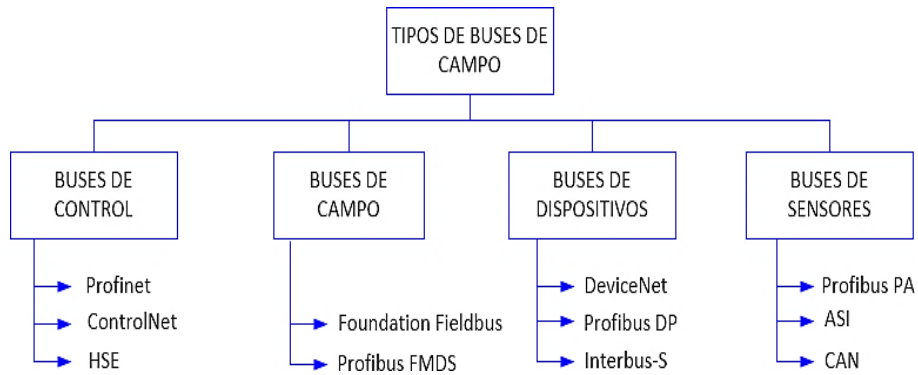 TIPOS DE BUSES DE
CAMPO
BUSES DE
CONTROL
Profinet
ControlNet
HSE
BUSES DE
CAMPO
Foundation Fieldbus
Profibus FMDS
BUSES DE
DISPOSITIVOS
DeviceNet
Profibus DP
Interbus-S
BUSES DE
SENSORES
Profibus PA
ASI
CAN